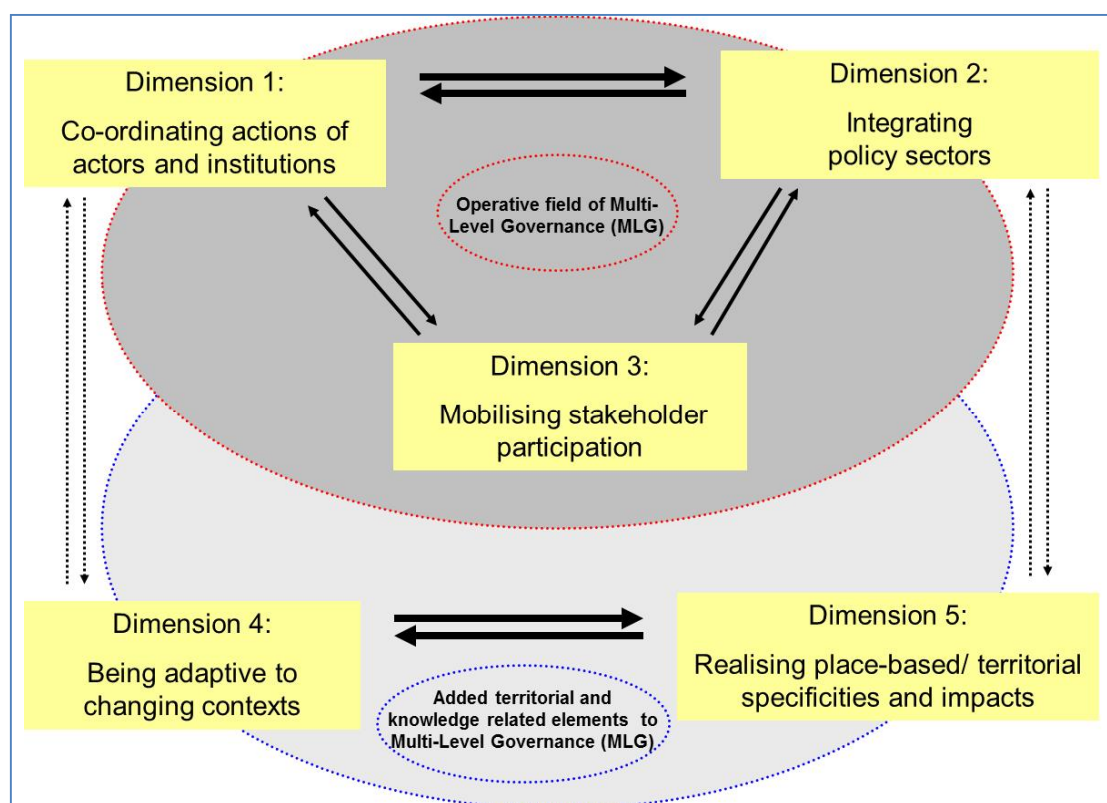 Dimension 1:
Co-ordinating actions of
actors and institutions
Dimension 2:
Integrating
policy sectors
Operative field of Multi-
Level Governance (MLG)
Dimension 3:
Mobilising stakeholder
participation
Dimension 4:
Being adaptive to
changing contexts
Dimension 5:
Realising place-based/ territorial
specificities and impacts
Added territorial and
knowledge related elements to
Multi-Level Governance (MLG)